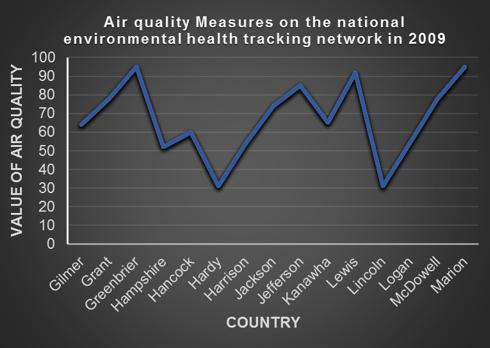 Air quality Measures on the national
environmental health tracking network in 2009
VALUE OF AIR QUALITY
100
90
80
70
60
50
40
30
20
10
0
Gilmer
Grant
Greenbrier
Hampshire
Hancock
Hardy
Harrison
Jackson
Jefferson
Kanawha
Lewis
Lincoln
Logan
McDowell
Marion
COUNTRY